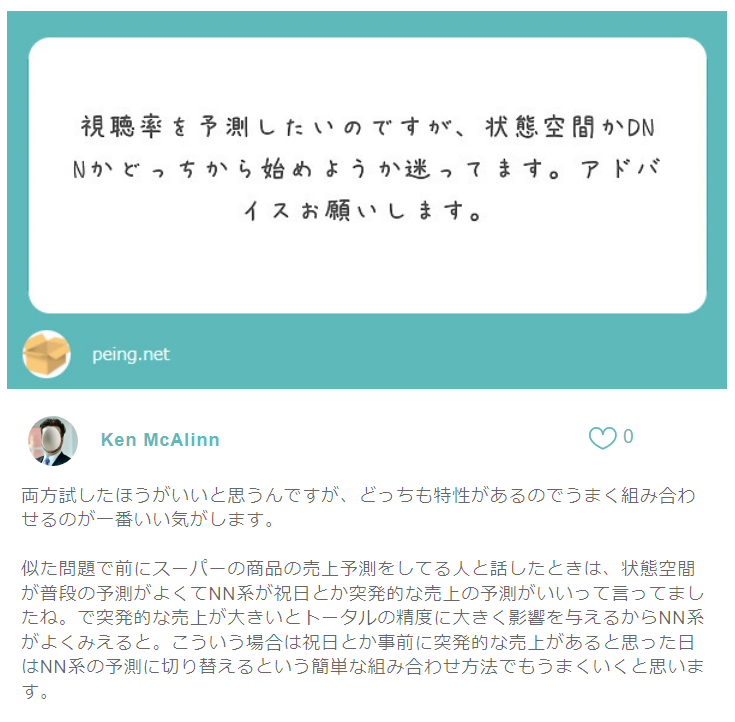 視聴率を予測したいのですが、状態空間かDN
Nかどっちから始めようか迷ってます。アドバ
イスお願いします。
peing.net
Ken McAlinn
0
両方試したほうがいいと思うんですが、どっちも特性があるのでうまく組み合わ
せるのが一番いい気がします。
似た問題で前にスーパーの商品の売上予測をしてる人と話したときは、状態空間
が普段の予測がよくてNN系が祝日とか突発的な売上の予測がいいって言ってまし
たね。で突発的な売上が大きいとトータルの精度に大きく影響を与えるからNN系
がよくみえると。こういう場合は祝日とか事前に突発的な売上があると思った日
はNN系の予測に切り替えるという簡単な組み合わせ方法でもうまくいくと思いま
す。